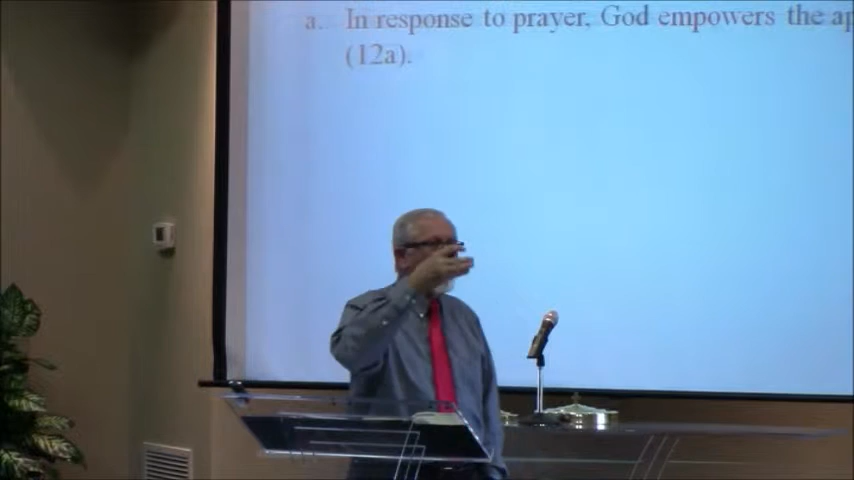 a. In response to prayer, God empowers the ap
(12a).